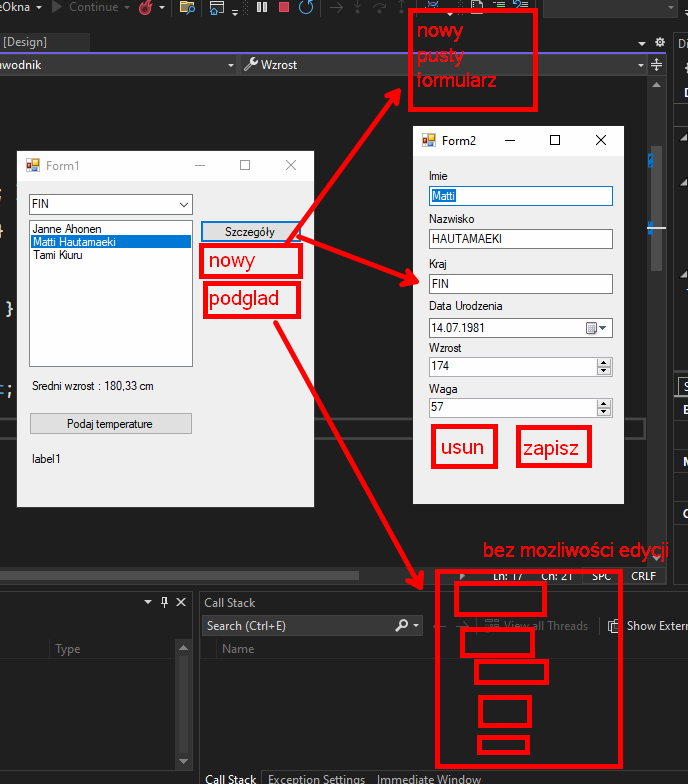 eOkna
Continue
[Design]
wodnik
Wzrost
nowy
pusty
formularz
Form1
FIN
Janne Ahonen
Matti Hautamaeki
Tami Kiuru
Szczegóły
nowy
podglad
Sredni wzrost : 180,33 cm
Podaj temperature
label1
Form2
Imie
Matti
Nazwisko
HAUTAMAEKI
Kraj
FIN
Data Urodzenia
14.07.1981
Wzrost
174
Waga
57
usun
zapisz
bez mozliwości edycji
Ln: 17 Ch: 21 SPC CRLF
Call Stack
Search (Ctrl+E)
View all Threads
Show Extern
Type
Name
Call Stack Exception Settings Immediate Window